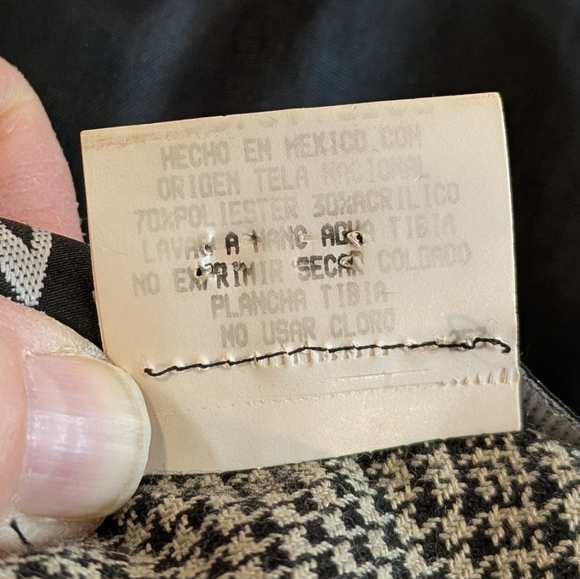 HECHO EN MEXICO CON
ORIGEN TELA NACIONAL
70%POLIESTER 30%ACRILICO
LAVAR A MANO AGUA TIBIA
NO EXPRIMIR SECAR COLGADO
PLANCHA TIBIA
NO USAR CLORO